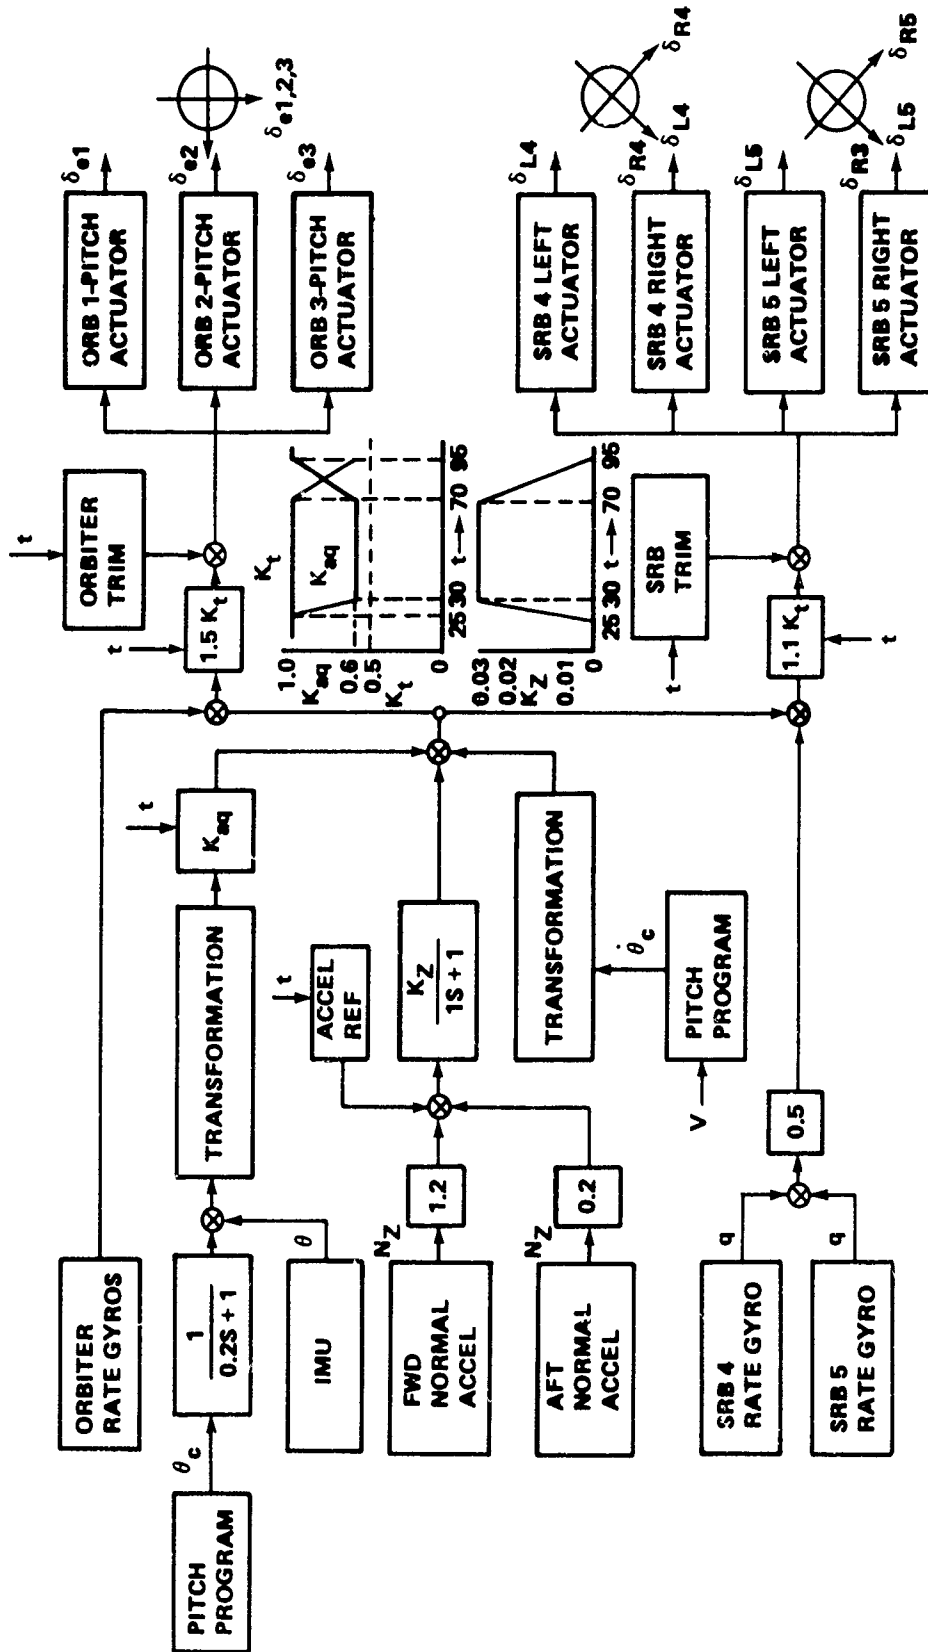 PITCH
PROGRAM
θc
1
0.2S + 1
ORBITER
RATE GYROS
IMU
θ
TRANSFORMATION
t
Kaq
FWD
NORMAL
ACCEL
NZ
1.2
AFT
NORMAL
ACCEL
NZ
0.2
t
ACCEL
REF
KZ
1S + 1
TRANSFORMATION
θ̇c
PITCH
PROGRAM
V
SRB 4
RATE GYRO
q
SRB 5
RATE GYRO
q
0.5
t
1.5 Kt
t
ORBITER
TRIM
Kt
1.0
Kaq
0.6
0.5
Kt
0
Kaq
25 30 t 70 95
0.03
0.02
KZ
0.01
0
25 30 t 70 95
t
SRB
TRIM
1.1 Kt
t
ORB 1-PITCH
ACTUATOR
δe1
ORB 2-PITCH
ACTUATOR
δe2
ORB 3-PITCH
ACTUATOR
δe3
δe1,2,3
SRB 4 LEFT
ACTUATOR
δL4
SRB 4 RIGHT
ACTUATOR
δR4
δL4
δR4
SRB 5 LEFT
ACTUATOR
δL5
SRB 5 RIGHT
ACTUATOR
δR3
δL5
δR5